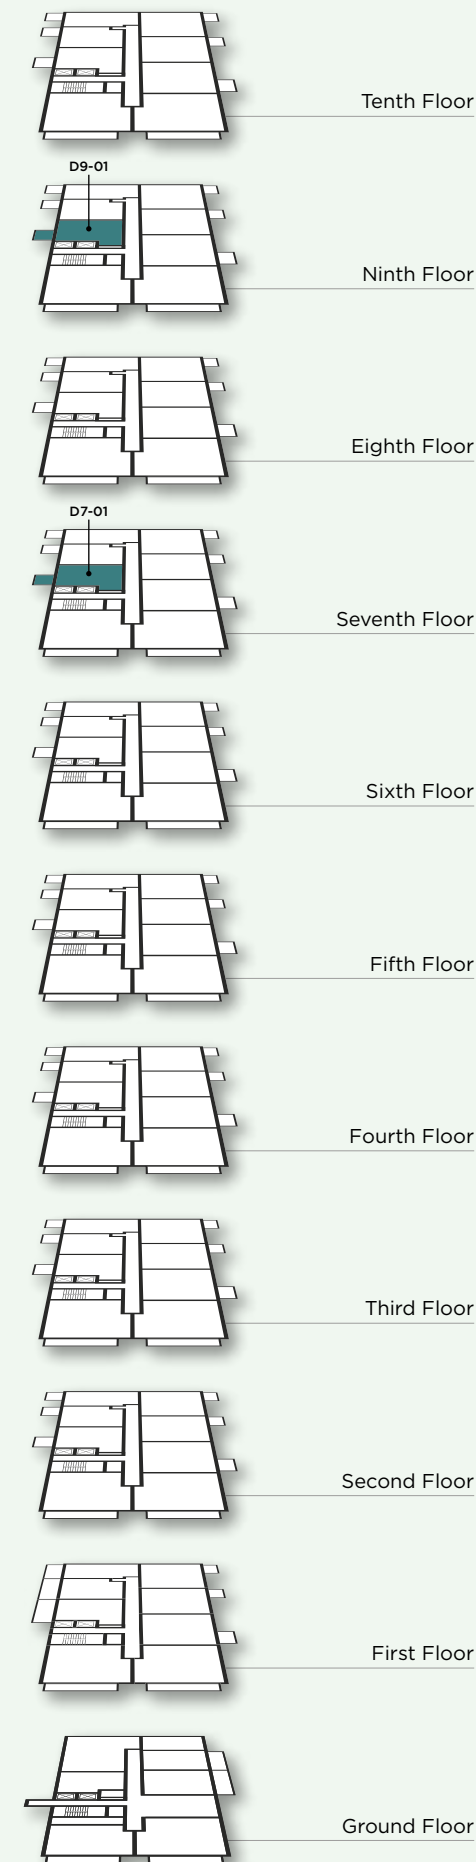 Tenth Floor
D9-01
Ninth Floor
Eighth Floor
D7-01
Seventh Floor
Sixth Floor
Fifth Floor
Fourth Floor
Third Floor
Second Floor
First Floor
Ground Floor